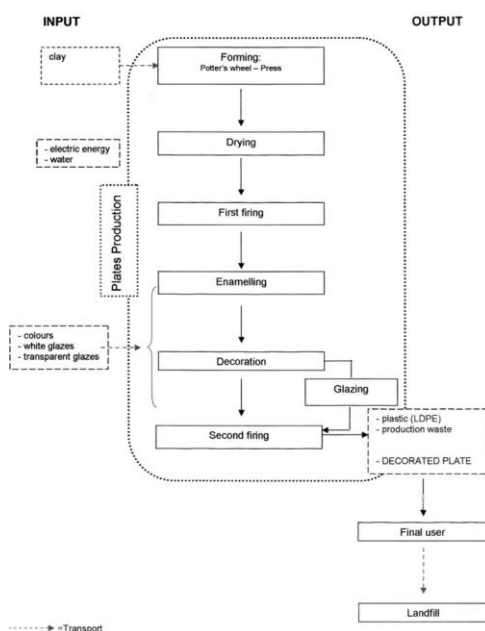 INPUT
OUTPUT
clay
Forming:
Potter's wheel – Press
- electric energy
- water
Drying
Plates Production
First firing
Enamelling
- colours
- white glazes
- transparent glazes
Decoration
Glazing
Second firing
- plastic (LDPE)
- production waste
- DECORATED PLATE
Final user
Landfill
=Transport